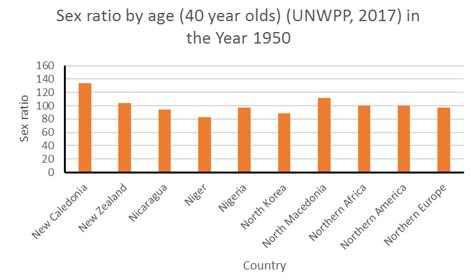 Sex ratio by age (40 year olds) (UNWPP, 2017) in
the Year 1950
160
140
120
100
80
60
40
20
0
Sex ratio
New Caledonia
New Zealand
Nicaragua
Niger
Nigeria
North Korea
North Macedonia
Northern Africa
Northern America
Northern Europe
Country